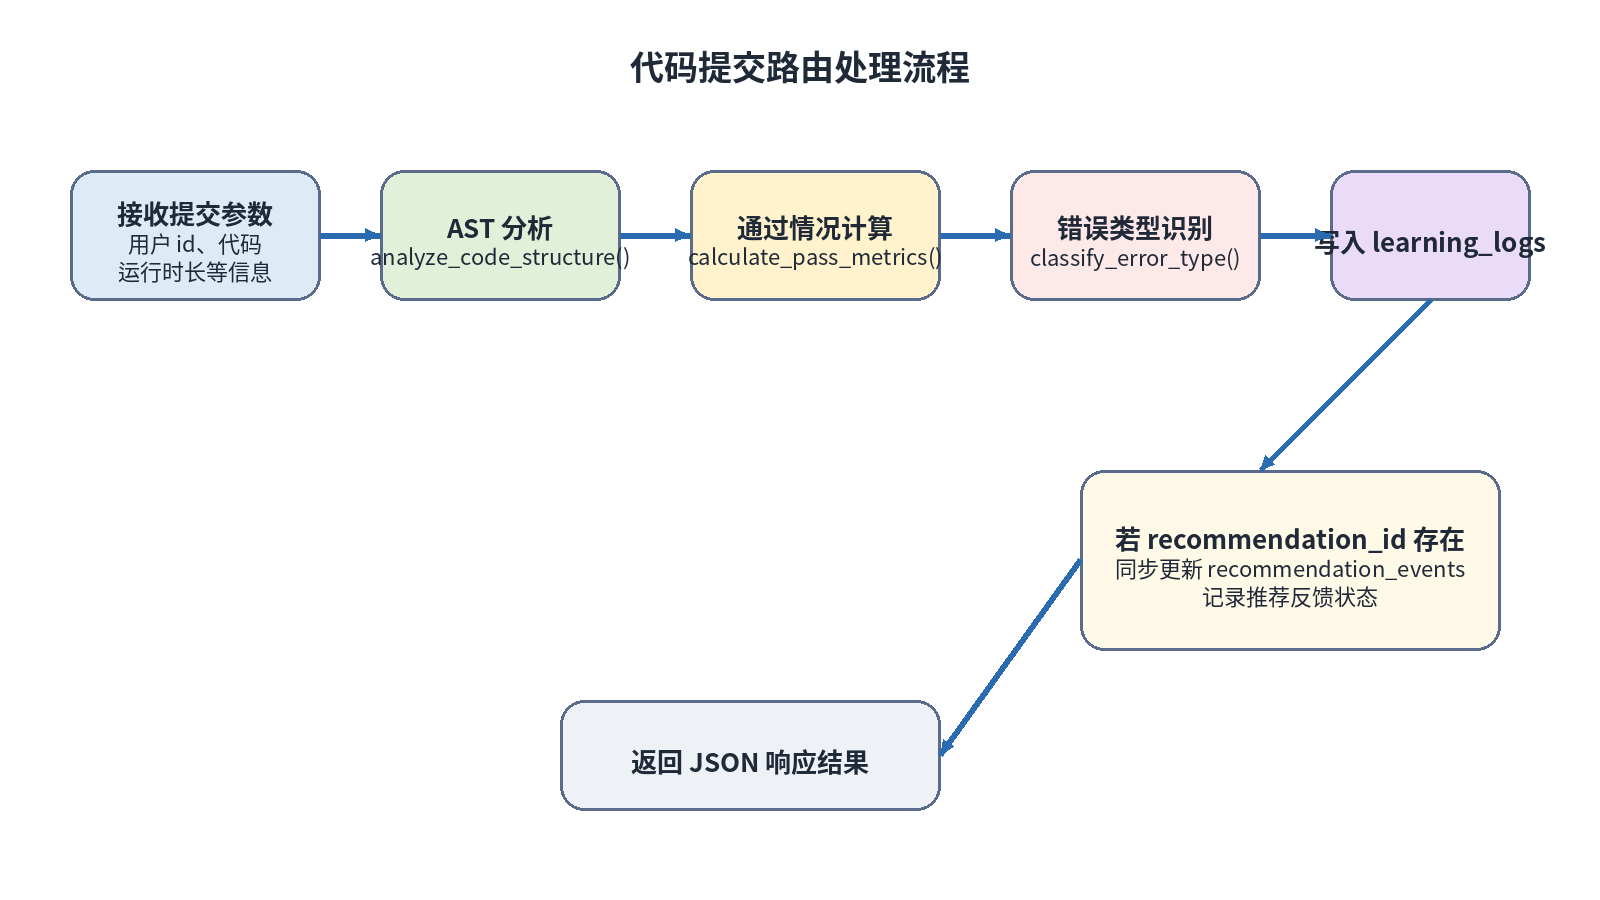 代码提交路由处理流程
接收提交参数
用户 id、代码
运行时长等信息
AST 分析
analyze_code_structure()
通过情况计算
calculate_pass_metrics()
错误类型识别
classify_error_type()
写入 learning_logs
若 recommendation_id 存在
同步更新 recommendation_events
记录推荐反馈状态
返回 JSON 响应结果